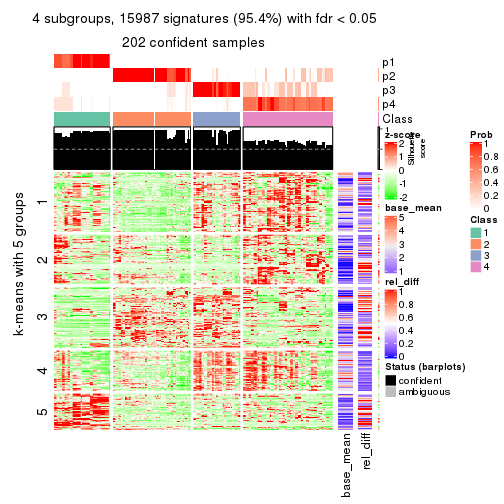 4 subgroups, 15987 signatures (95.4%) with fdr < 0.05
202 confident samples
p1
p2
p3
p4
Class
1
Silhouette
score
k-means with 5 groups
1
2
3
4
5
base_mean
rel_diff
z-score
2
1
0
-1
-2
base_mean
5
4
3
2
1
rel_diff
1
0.8
0.6
0.4
0.2
0
Status (barplots)
confident
ambiguous
Prob
1
0.8
0.6
0.4
0.2
0
Class
1
2
3
4